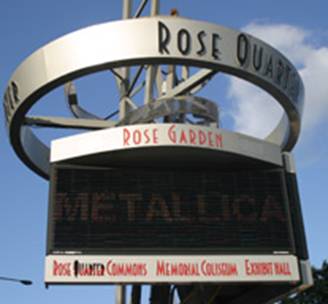 ROSE QUARTER
ROSE GARDEN
METALLICA
ROSE QUARTER COMMONS MEMORIAL COLISEUM EXHIBIT HALL